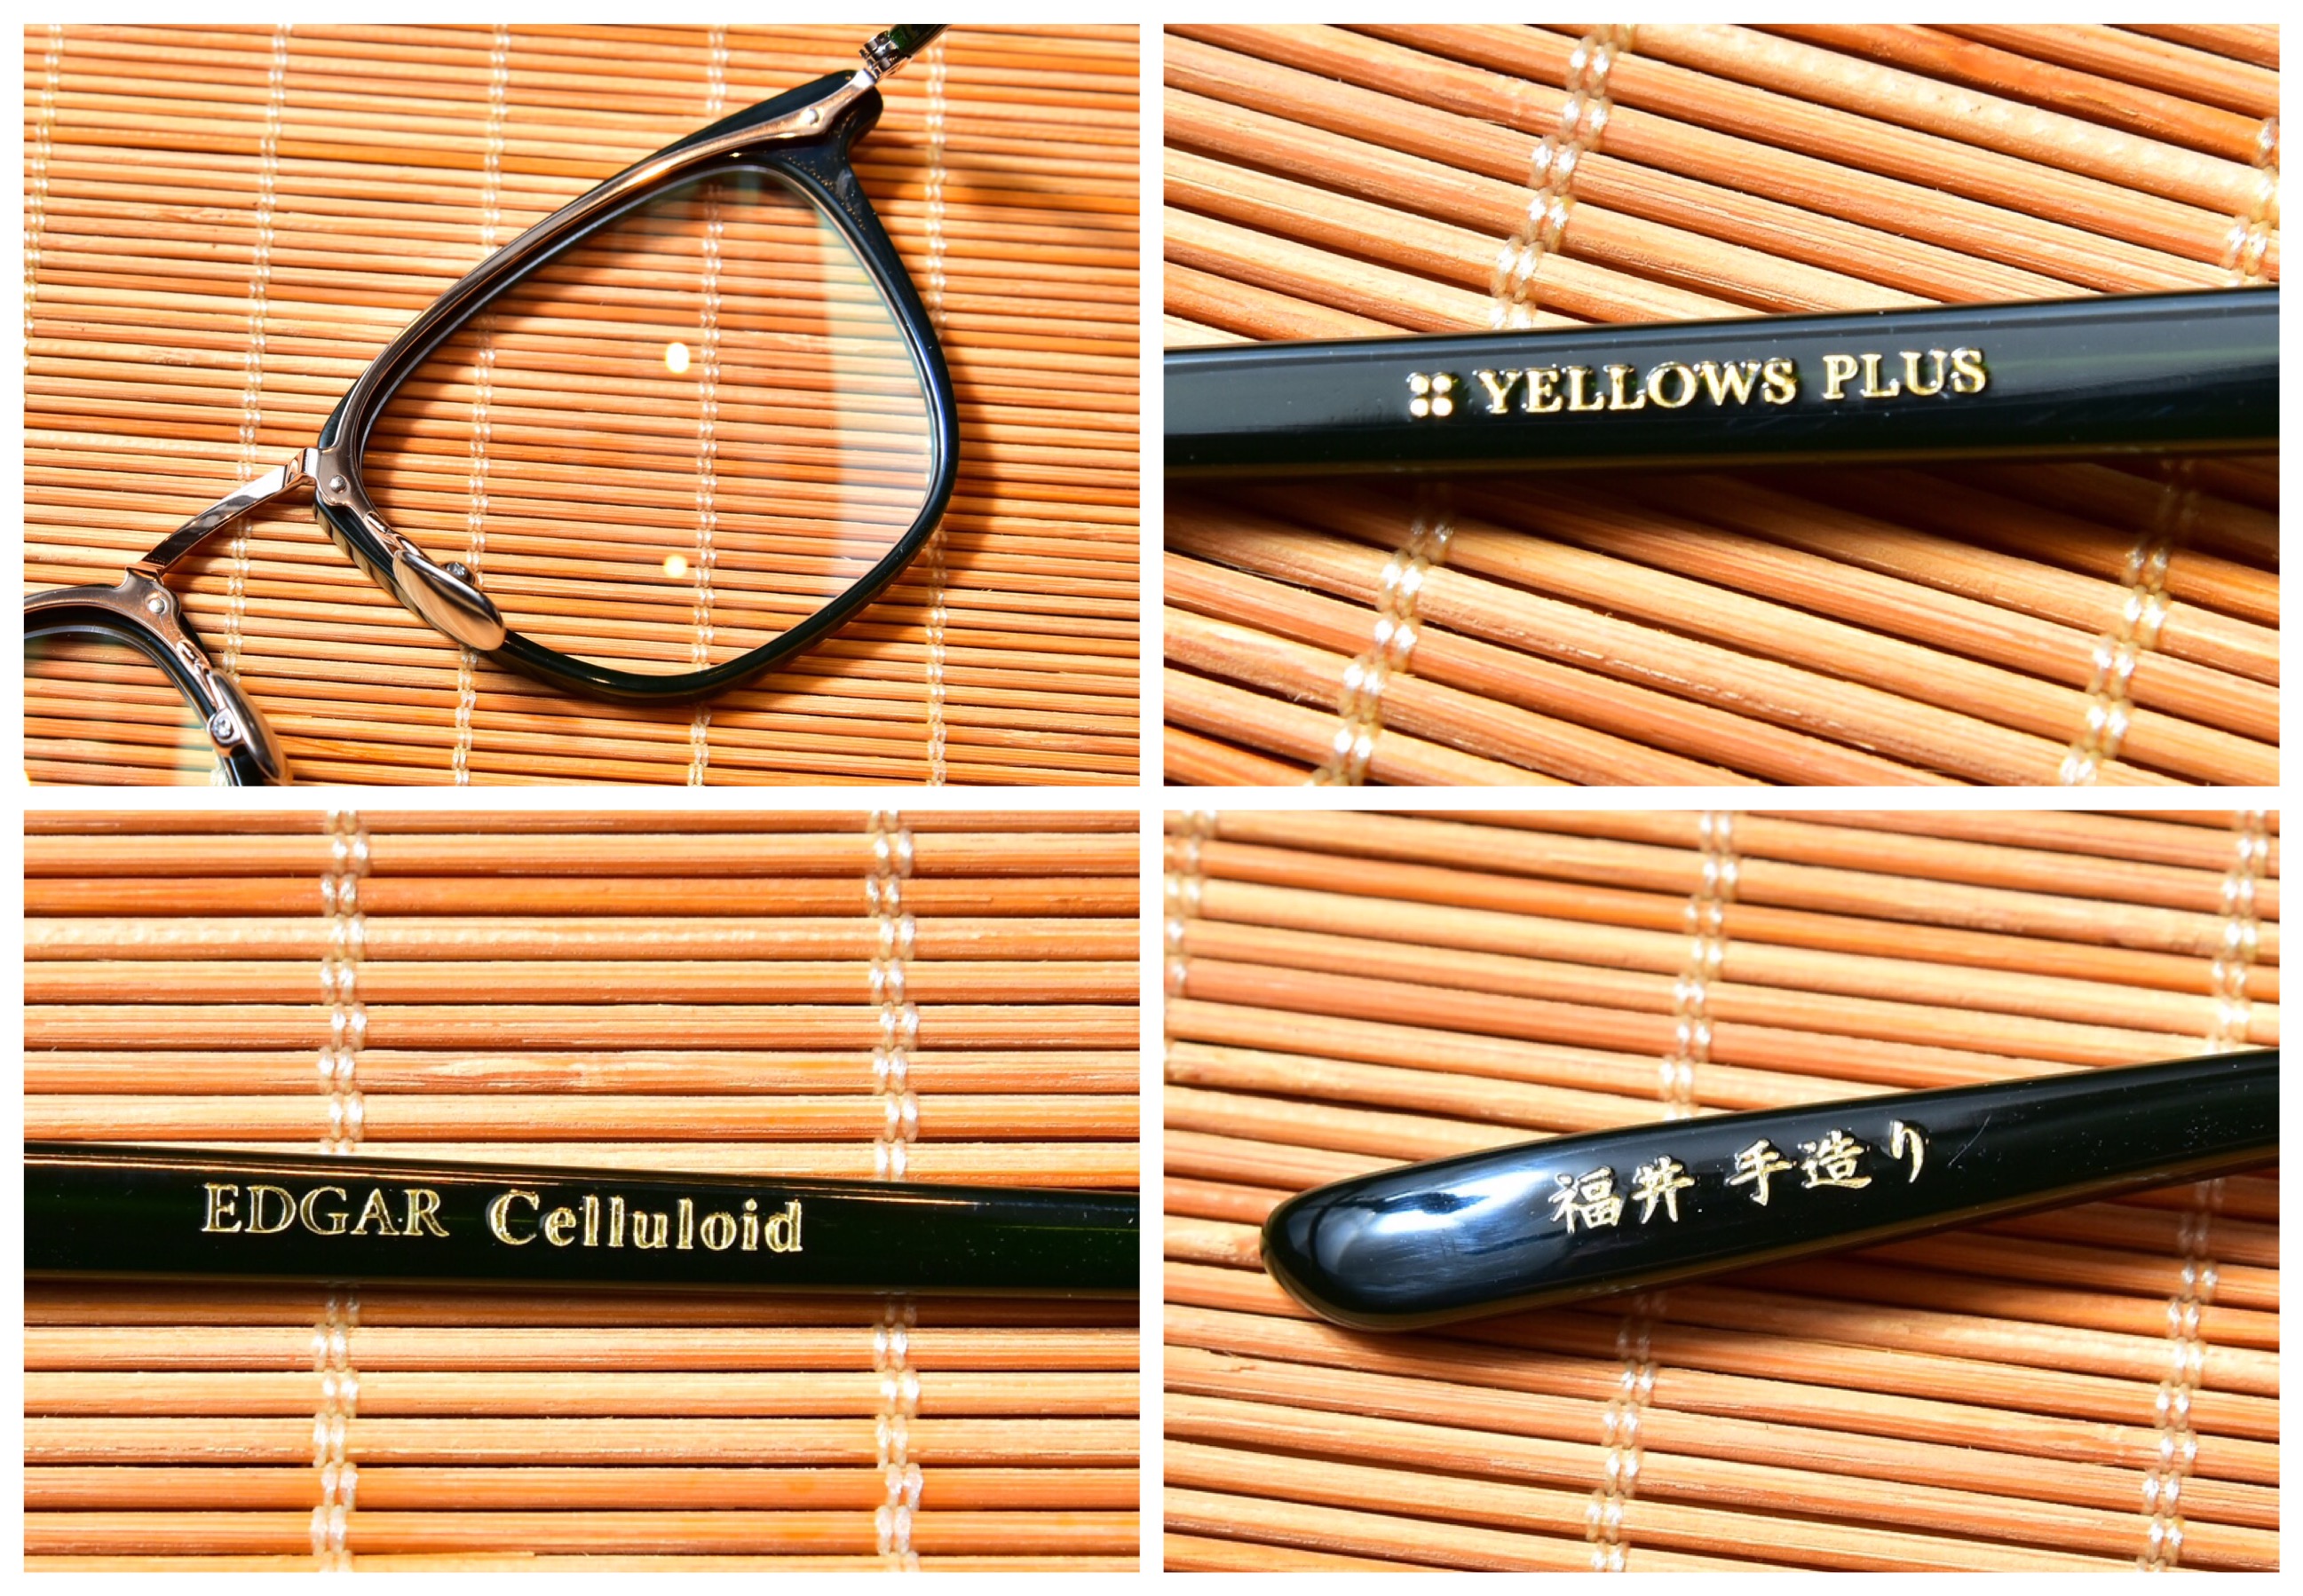 YELLOWS PLUS
EDGAR Celluloid
福井 手造り